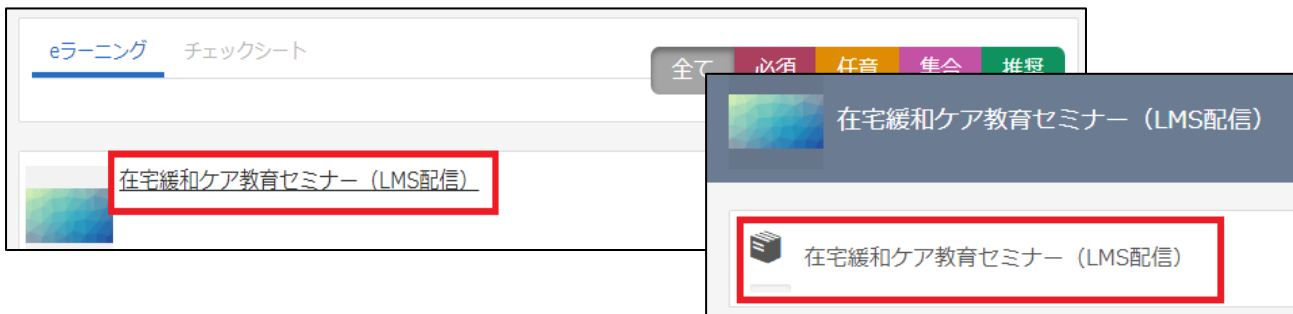 eラーニング チェックシート
全て 必須 任意 集合 推奨
在宅緩和ケア教育セミナー（LMS配信）
在宅緩和ケア教育セミナー（LMS配信）
在宅緩和ケア教育セミナー（LMS配信）